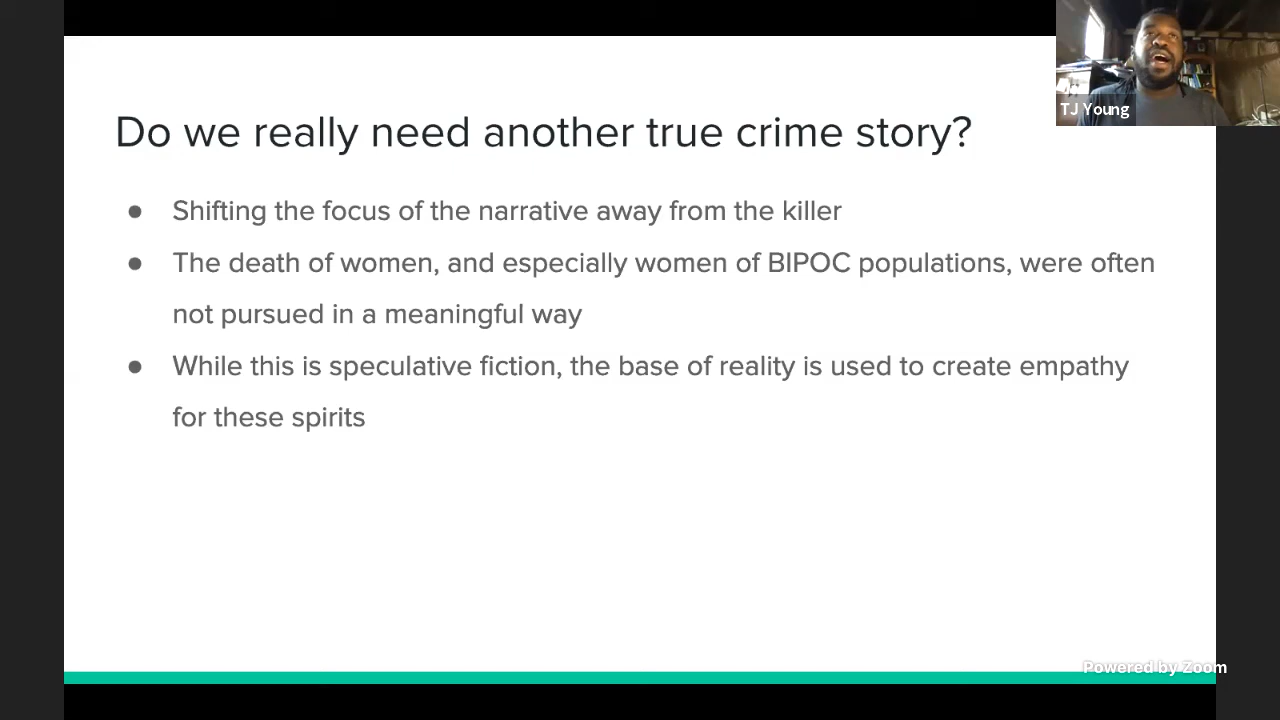 Do we really need another true crime story?
TJ Young
● Shifting the focus of the narrative away from the killer
● The death of women, and especially women of BIPOC populations, were often
not pursued in a meaningful way
● While this is speculative fiction, the base of reality is used to create empathy
for these spirits
Powered by Zoom